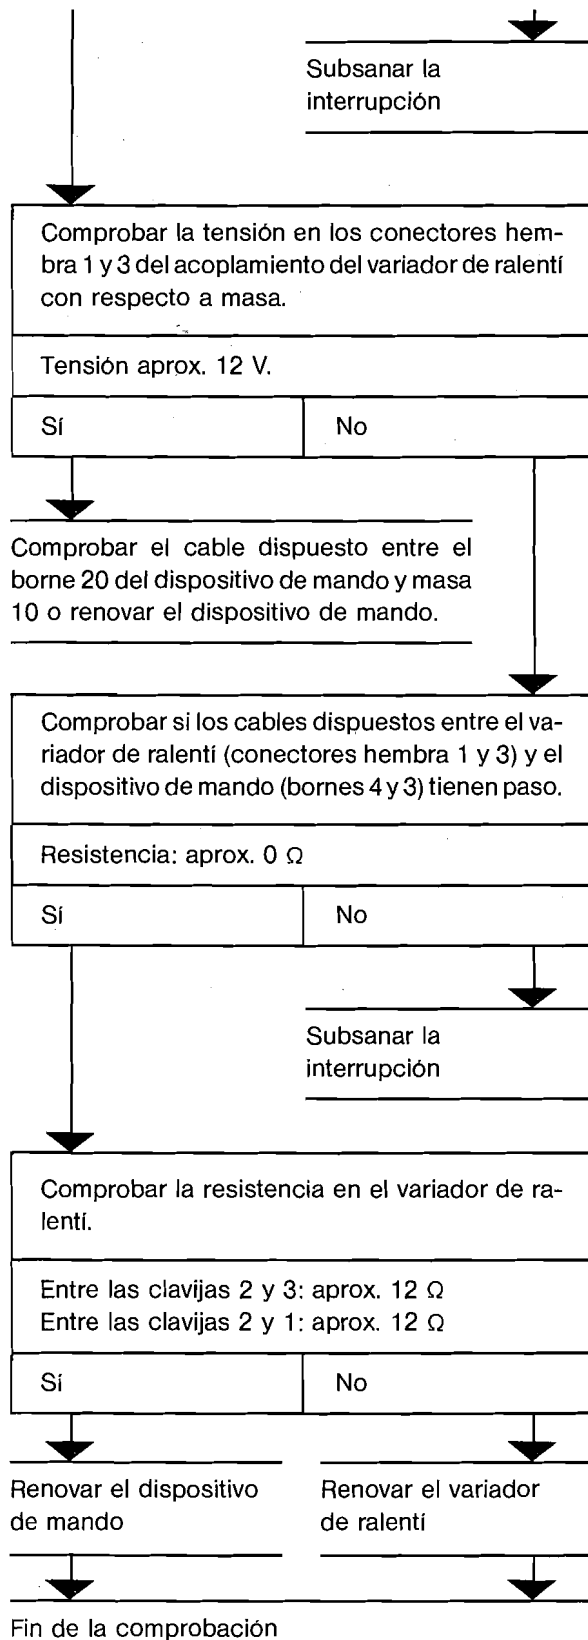 Subsanar la
interrupción
Comprobar la tensión en los conectores hem-
bra 1 y 3 del acoplamiento del variador de ralentí
con respecto a masa.
Tensión aprox. 12 V.
Sí
No
Comprobar el cable dispuesto entre el
borne 20 del dispositivo de mando y masa
10 o renovar el dispositivo de mando.
Comprobar si los cables dispuestos entre el va-
riador de ralentí (conectores hembra 1 y 3) y el
dispositivo de mando (bornes 4 y 3) tienen paso.
Resistencia: aprox. 0 Ω
Sí
No
Subsanar la
interrupción
Comprobar la resistencia en el variador de ra-
lentí.
Entre las clavijas 2 y 3: aprox. 12 Ω
Entre las clavijas 2 y 1: aprox. 12 Ω
Sí
No
Renovar el dispositivo
de mando
Renovar el variador
de ralentí
Fin de la comprobación